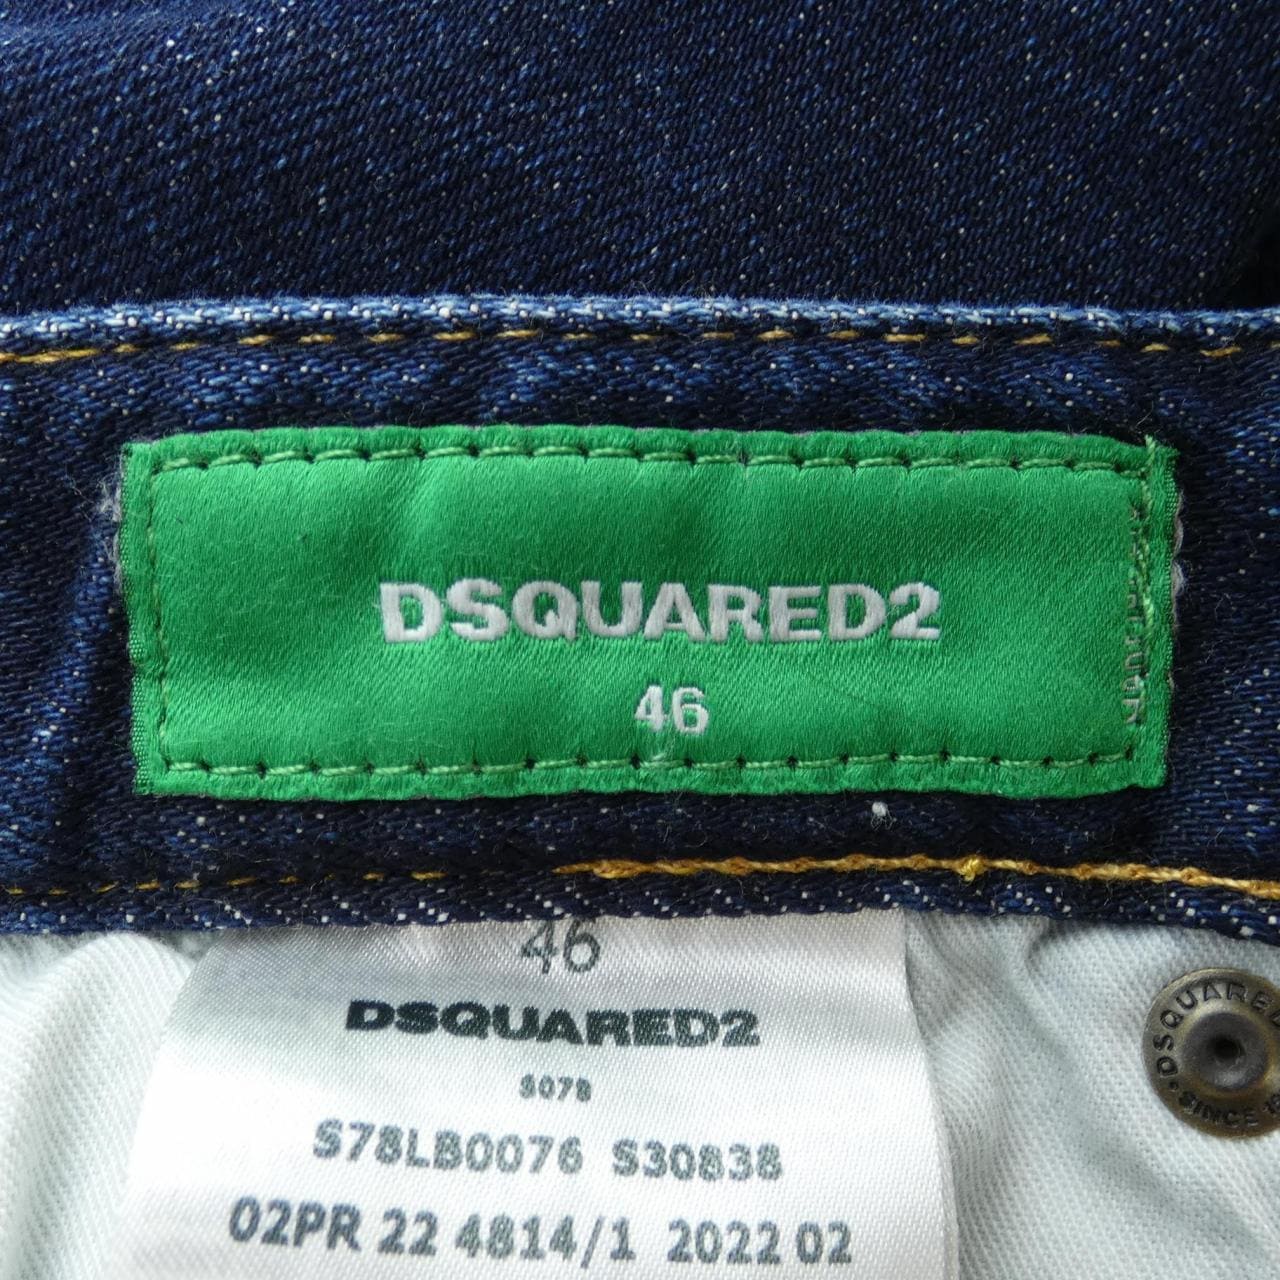 DSQUARED2
46
46
DSQUARED2
S078
S78LB0076 S30838
02PR 22 4814/1 2022 02
DSQUARED
SINCE